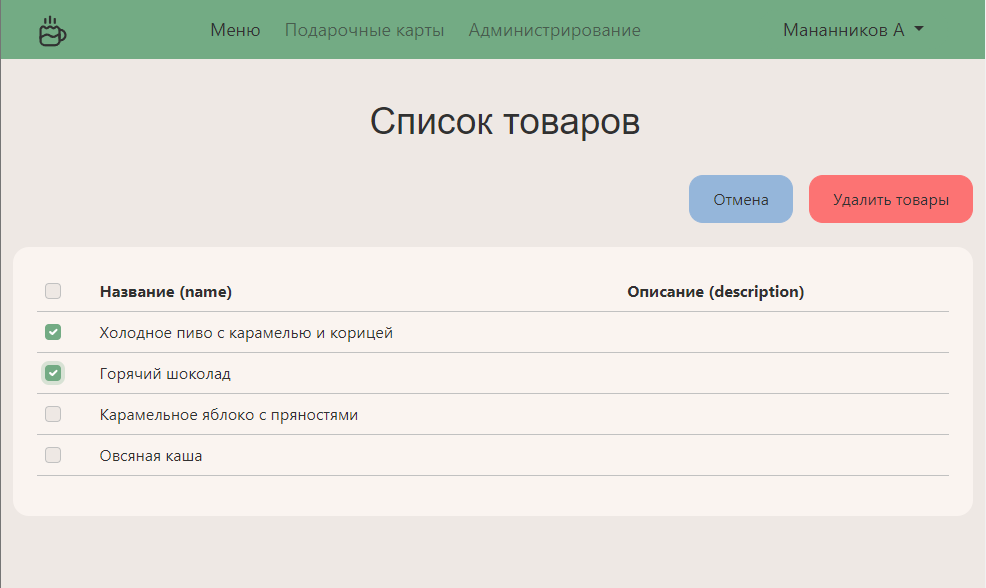 Меню Подарочные карты Администрирование Мананников А
Список товаров
Отмена Удалить товары
Название (name) Описание (description)
Холодное пиво с карамелью и корицей
Горячий шоколад
Карамельное яблоко с пряностями
Овсяная каша